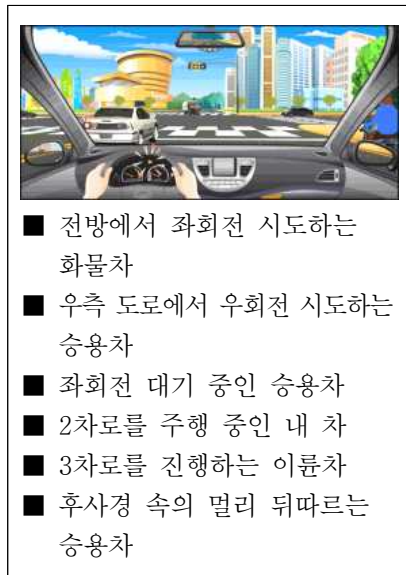 ■ 전방에서 좌회전 시도하는
화물차
■ 우측 도로에서 우회전 시도하는
승용차
■ 좌회전 대기 중인 승용차
■ 2차로를 주행 중인 내 차
■ 3차로를 진행하는 이륜차
■ 후사경 속의 멀리 뒤따르는
승용차